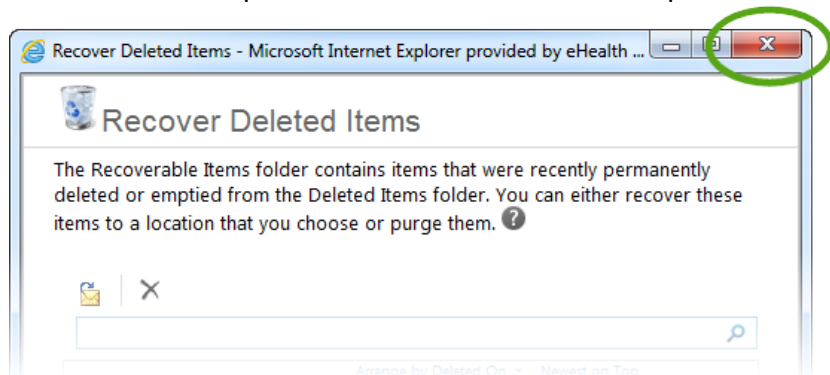 Recover Deleted Items - Microsoft Internet Explorer provided by eHealth ...
Recover Deleted Items
The Recoverable Items folder contains items that were recently permanently
deleted or emptied from the Deleted Items folder. You can either recover these
items to a location that you choose or purge them.
Arrange by Deleted On Newest on Top